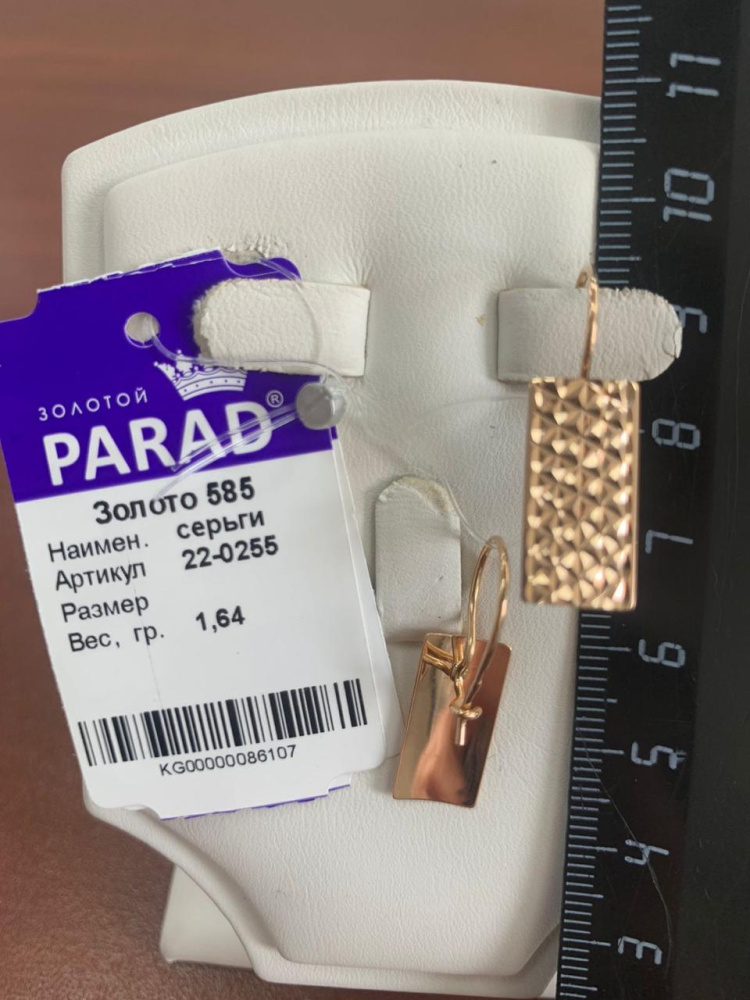 ЗОЛОТОЙ
PARAD®
Золото 585
Наимен. серьги
Артикул 22-0255
Размер
Вес, гр. 1,64
KG00000086107
11
10
9
8
7
6
5
4
3